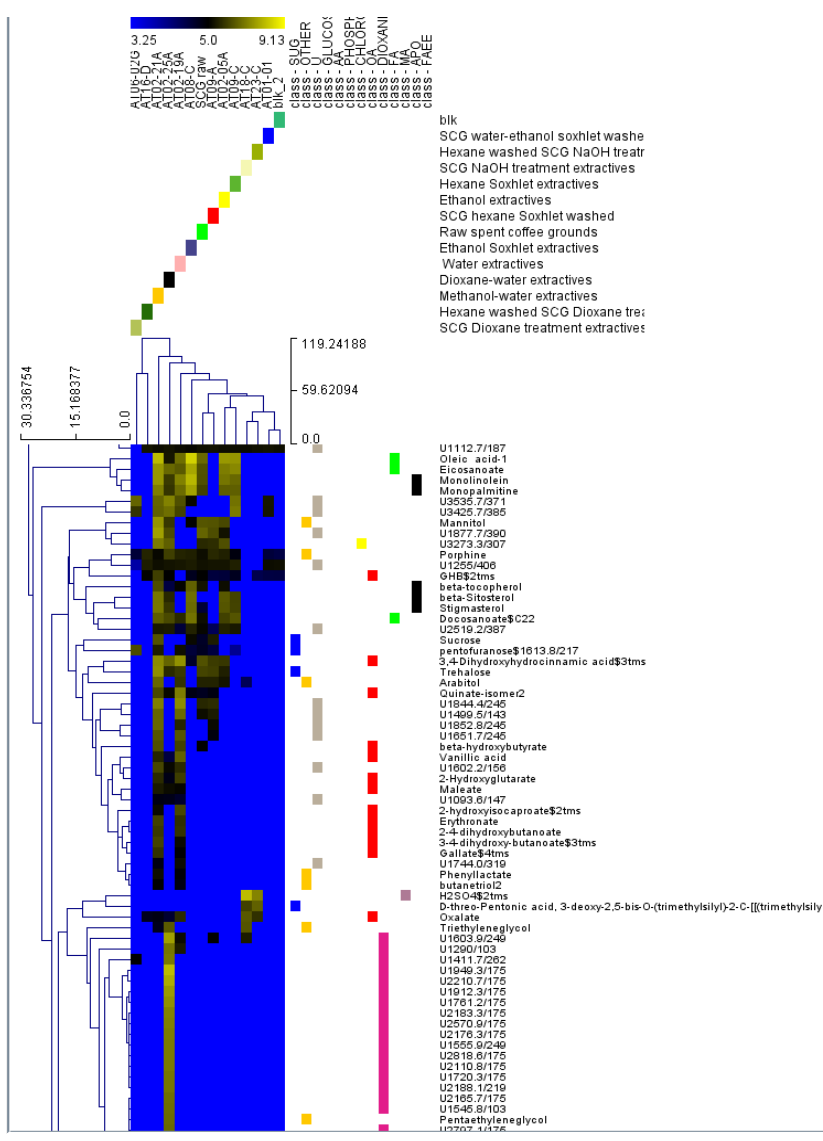 3.25 5.0 9.13
AT06-02G
AT16-D
AT02-21A
AT02-25A
AT02-19A
AT08-C
SCG raw
AT09-A
AT02-05A
AT09-C
AT18-C
AT23-C
AT01-01
blk_2
class - SUG
class - OTHER
class - U
class - GLUCOS
class - AA
class - PHOSPH
class - CHLORO
class - OA
class - DIOXANI
class - FA
class - MA
class - APO
class - FAEE
blk
SCG water-ethanol soxhlet washe
Hexane washed SCG NaOH treatr
SCG NaOH treatment extractives
Hexane Soxhlet extractives
Ethanol extractives
SCG hexane Soxhlet washed
Raw spent coffee grounds
Ethanol Soxhlet extractives
Water extractives
Dioxane-water extractives
Methanol-water extractives
Hexane washed SCG Dioxane trea
SCG Dioxane treatment extractives
119.24188
59.62094
0.0
30.336754
15.168377
0.0
U1112.7/187
Oleic acid-1
Eicosanoate
Monolinolein
Monopalmitine
U3535.7/371
U3425.7/385
Mannitol
U1877.7/390
U3273.3/307
Porphine
U1255/406
GHB$2tms
beta-tocopherol
beta-Sitosterol
Stigmasterol
Docosanoate$C22
U2519.2/387
Sucrose
pentofuranose$1613.8/217
3,4-Dihydroxyhydrocinnamic acid$3tms
Trehalose
Arabitol
Quinate-isomer2
U1844.4/245
U1499.5/143
U1852.8/245
U1651.7/245
beta-hydroxybutyrate
Vanillic acid
U1602.2/156
2-Hydroxyglutarate
Maleate
U1093.6/147
2-hydroxyisocaproate$2tms
Erythronate
2-4-dihydroxybutanoate
3-4-dihydroxy-butanoate$3tms
Gallate$4tms
U1744.0/319
Phenyllactate
butanetriol2
H2SO4$2tms
D-threo-Pentonic acid, 3-deoxy-2,5-bis-O-(trimethylsilyl)-2-C-[[(trimethylsily
Oxalate
Triethyleneglycol
U1603.9/249
U1290/103
U1411.7/262
U1949.3/175
U2210.7/175
U1912.3/175
U1761.2/175
U2183.3/175
U2570.9/175
U2176.3/175
U1555.9/249
U2818.6/175
U2110.8/175
U1720.3/175
U2188.1/219
U2165.7/175
U1545.8/103
Pentaethyleneglycol
U2797.1/175